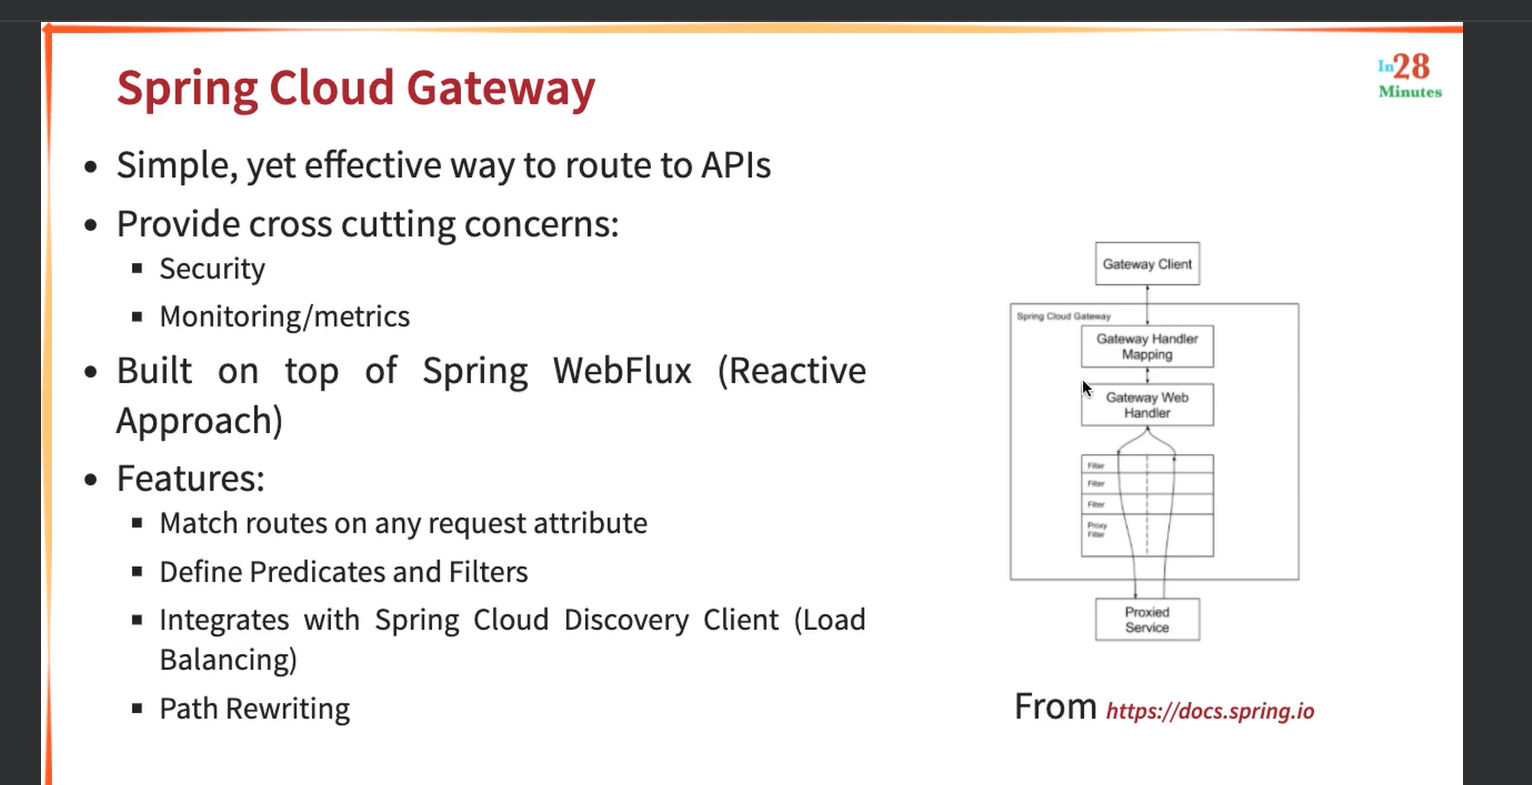 Spring Cloud Gateway
In28
Minutes
• Simple, yet effective way to route to APIs
• Provide cross cutting concerns:
▪ Security
▪ Monitoring/metrics
• Built on top of Spring WebFlux (Reactive
Approach)
• Features:
▪ Match routes on any request attribute
▪ Define Predicates and Filters
▪ Integrates with Spring Cloud Discovery Client (Load
Balancing)
▪ Path Rewriting
Gateway Client
Spring Cloud Gateway
Gateway Handler
Mapping
Gateway Web
Handler
Filter
Filter
Filter
Proxy
Filter
Proxied
Service
From https://docs.spring.io